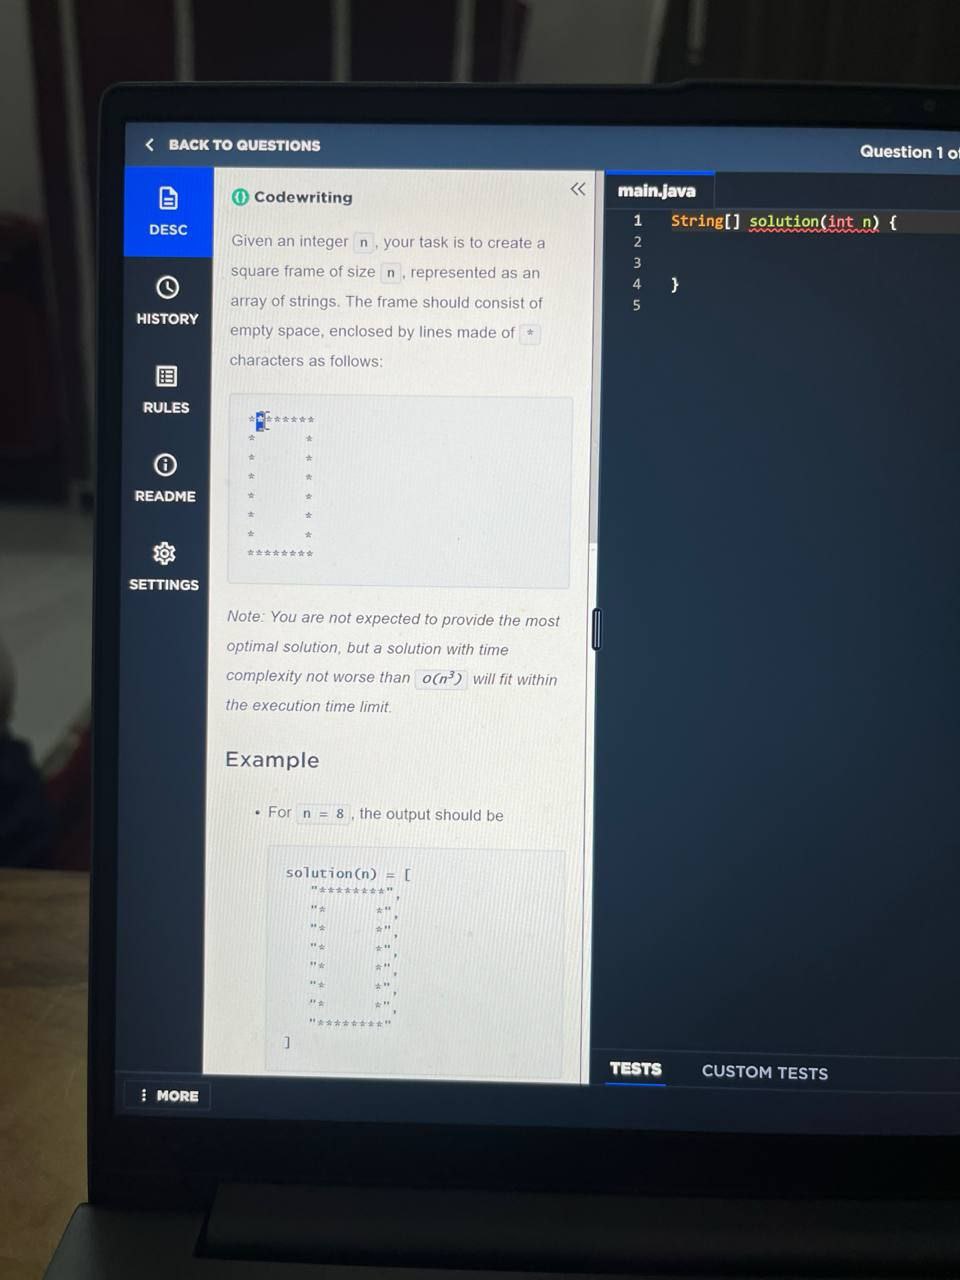 BACK TO QUESTIONS
Question 1 of
DESC
HISTORY
RULES
README
SETTINGS
MORE
Codewriting
Given an integer n , your task is to create a
square frame of size n , represented as an
array of strings. The frame should consist of
empty space, enclosed by lines made of *
characters as follows:
********
*      *
*      *
*      *
*      *
*      *
*      *
********
Note: You are not expected to provide the most
optimal solution, but a solution with time
complexity not worse than O(n³) will fit within
the execution time limit.
Example
• For n = 8 , the output should be
solution(n) = [
"********",
"*      *",
"*      *",
"*      *",
"*      *",
"*      *",
"*      *",
"********"
]
main.java
1 String[] solution(int n) {
2
3
4 }
5
TESTS
CUSTOM TESTS